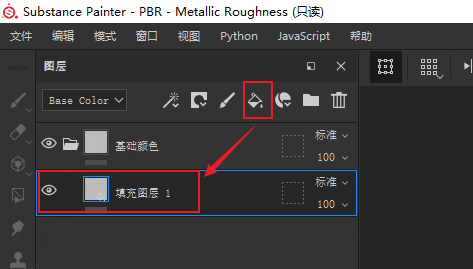 Substance Painter - PBR - Metallic Roughness (只读)
文件 编辑 模式 窗口 视图 Python JavaScript 帮助
图层
Base Color
基础颜色 标准
100
填充图层 1 标准
100